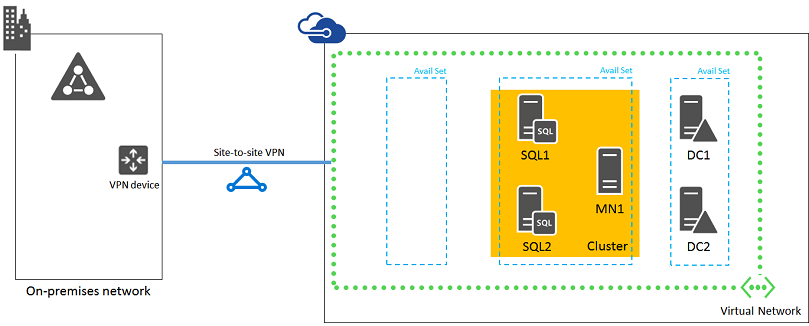 Avail Set
Avail Set
Avail Set
SQL
SQL1
DC1
Site-to-site VPN
VPN device
MN1
SQL
SQL2
Cluster
DC2
On-premises network
Virtual Network